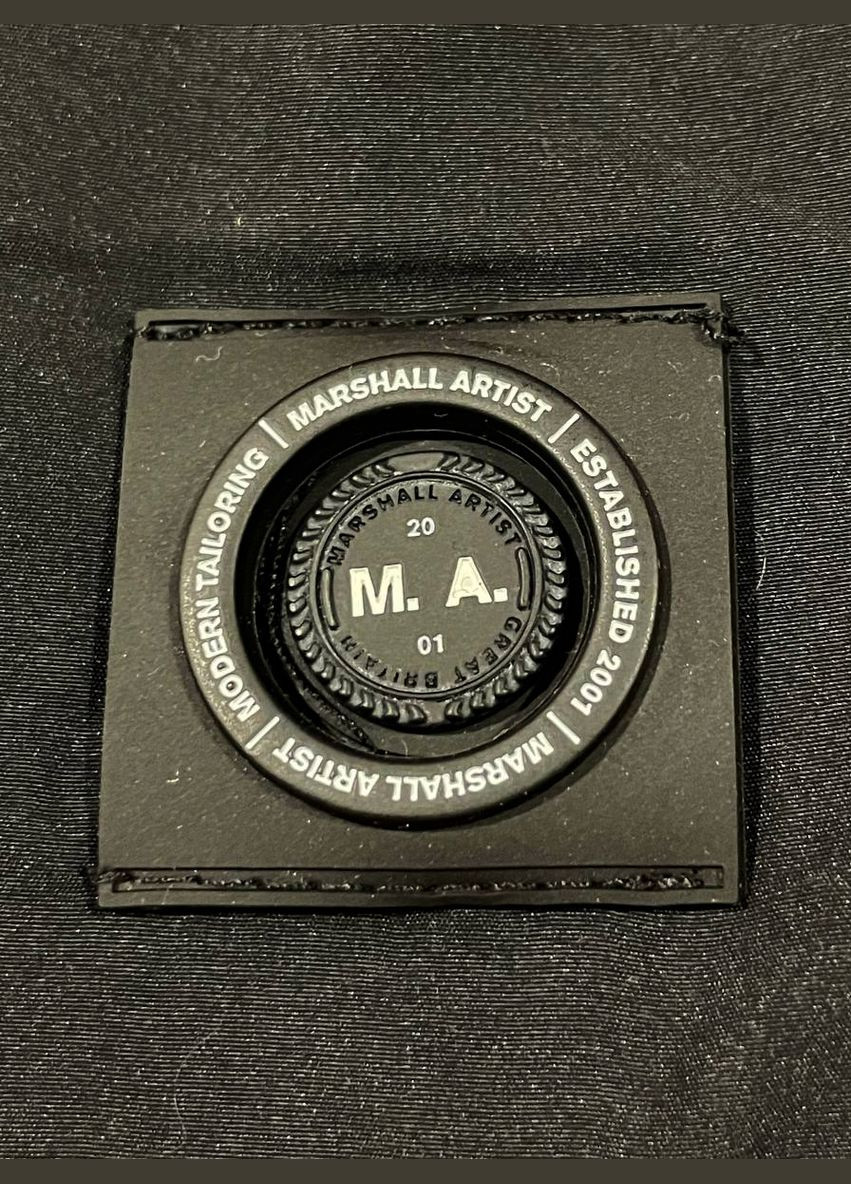 MARSHALL ARTIST | ESTABLISHED 2001 | MARSHALL ARTIST | MODERN TAILORING |
MARSHALL ARTIST
20
M. A.
01
GREAT BRITAIN